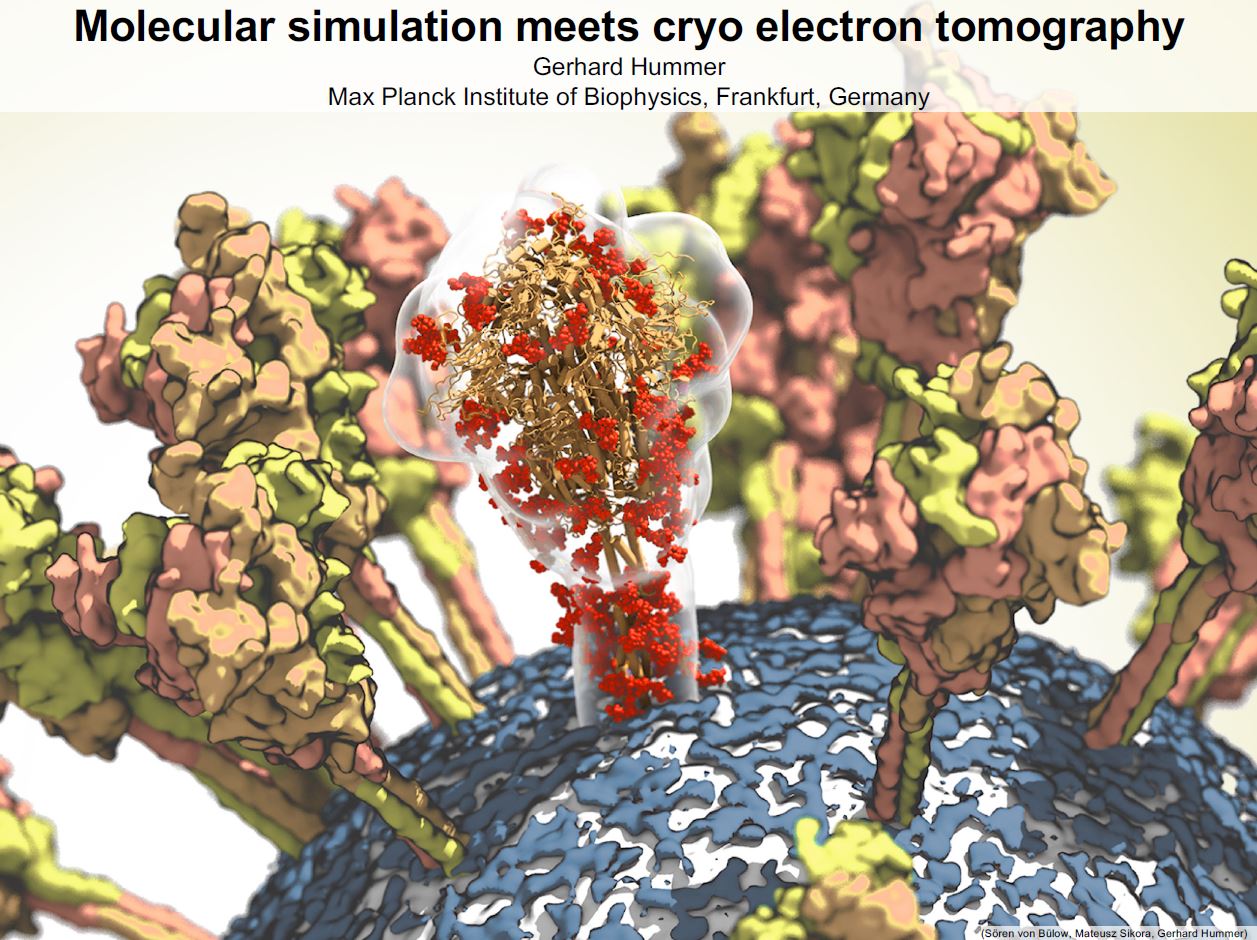 Molecular simulation meets cryo electron tomography
Gerhard Hummer
Max Planck Institute of Biophysics, Frankfurt, Germany
(Sören von Bülow, Mateusz Sikora, Gerhard Hummer)